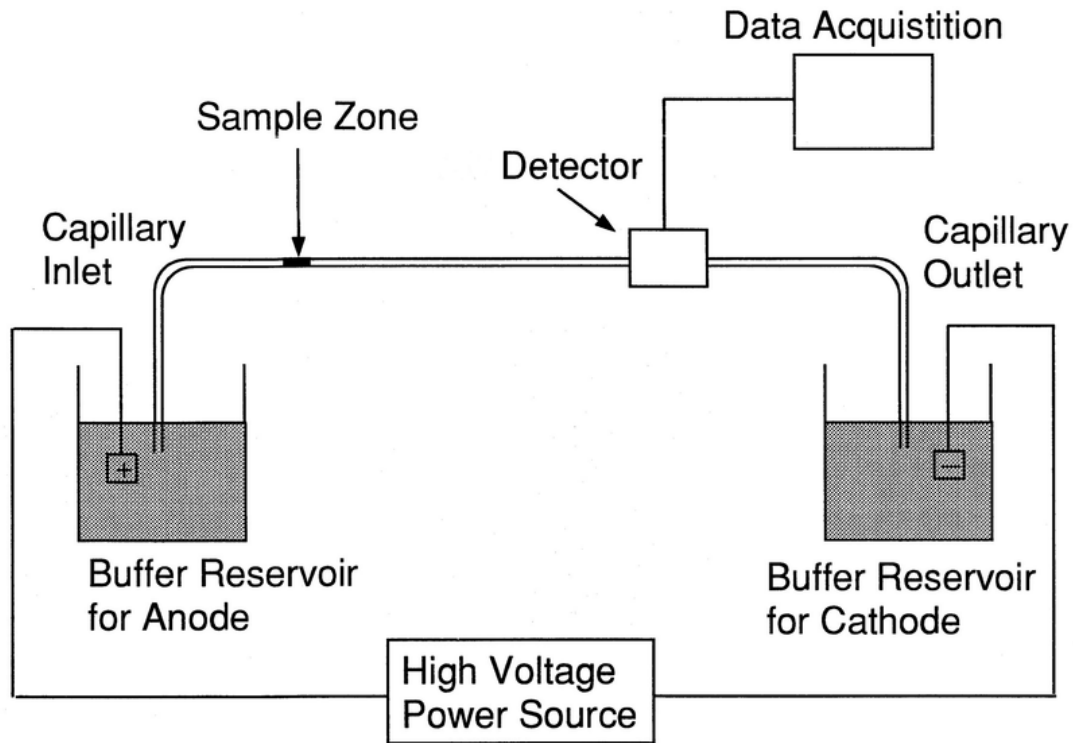 Data Acquistition
Sample Zone
Detector
Capillary
Inlet
Capillary
Outlet
+
—
Buffer Reservoir
for Anode
Buffer Reservoir
for Cathode
High Voltage
Power Source